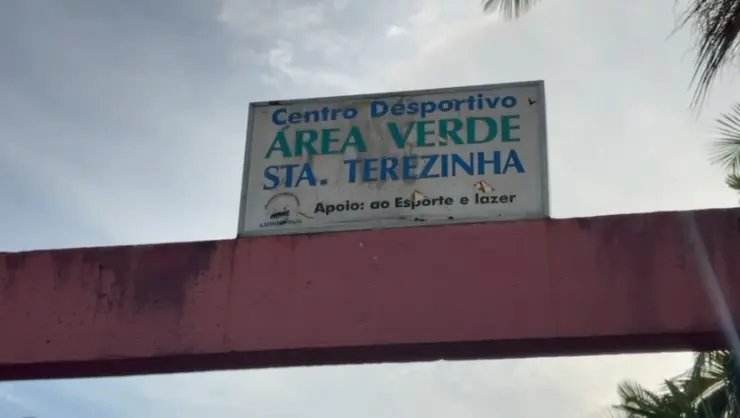 Centro Desportivo
ÁREA VERDE
STA. TEREZINHA
Apoio: ao Esporte e lazer